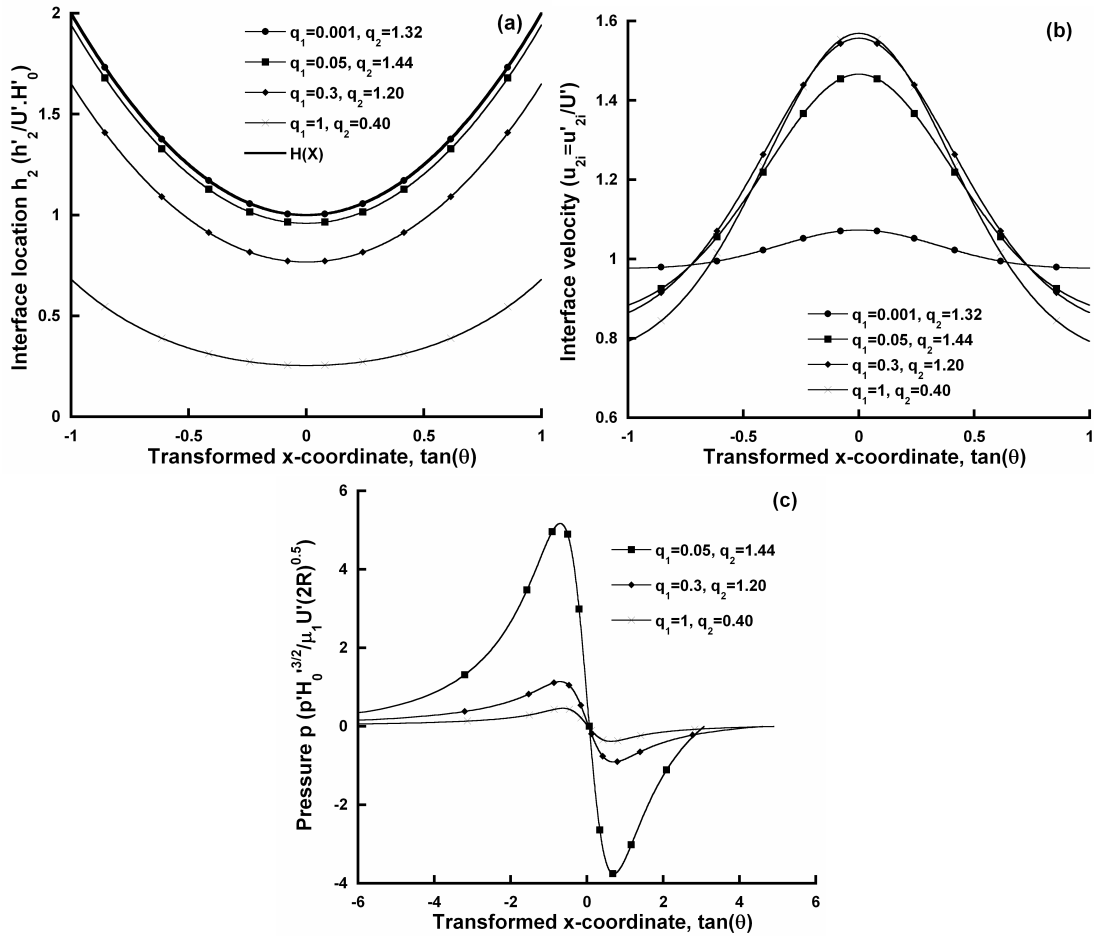 (a)
q1=0.001, q2=1.32
q1=0.05, q2=1.44
q1=0.3, q2=1.20
q1=1, q2=0.40
H(X)
Interface location h2 (h'2/U'.H'0)
2
1.5
1
0.5
0
-1
-0.5
0
0.5
1
Transformed x-coordinate, tan(θ)
(b)
Interface velocity (u2i=u'2i/U')
1.6
1.4
1.2
1
0.8
0.6
q1=0.001, q2=1.32
q1=0.05, q2=1.44
q1=0.3, q2=1.20
q1=1, q2=0.40
-1
-0.5
0
0.5
1
Transformed x-coordinate, tan(θ)
(c)
q1=0.05, q2=1.44
q1=0.3, q2=1.20
q1=1, q2=0.40
Pressure p (p'H0'^3/2/μ1U'(2R)^0.5)
6
4
2
0
-2
-4
-6
-4
-2
0
2
4
6
Transformed x-coordinate, tan(θ)